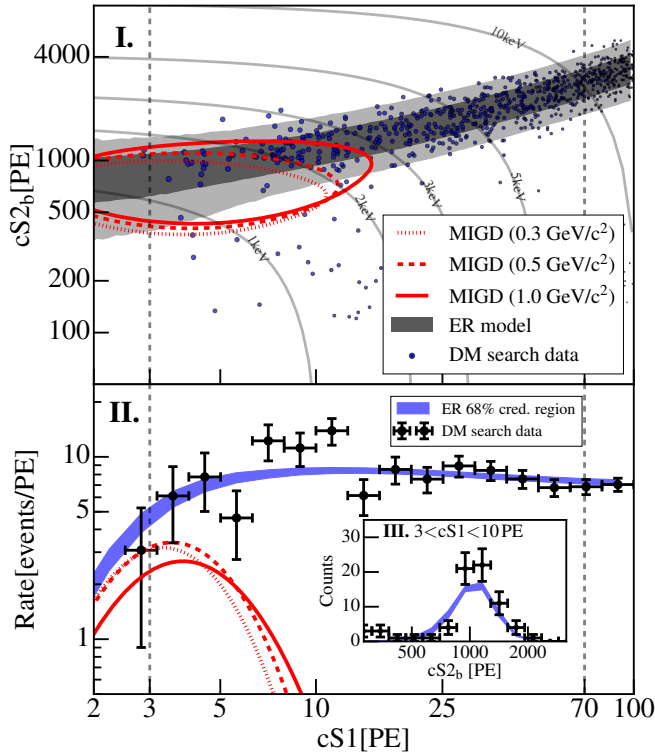 I.
4000
1000
500
200
100
cS2b[PE]
10keV
5keV
3keV
2keV
1keV
MIGD (0.3 GeV/c²)
MIGD (0.5 GeV/c²)
MIGD (1.0 GeV/c²)
ER model
DM search data
II.
ER 68% cred. region
DM search data
10
5
1
Rate[events/PE]
III. 3<cS1<10PE
30
20
10
0
Counts
500
1000
2000
cS2b [PE]
2
3
5
10
25
70
100
cS1[PE]